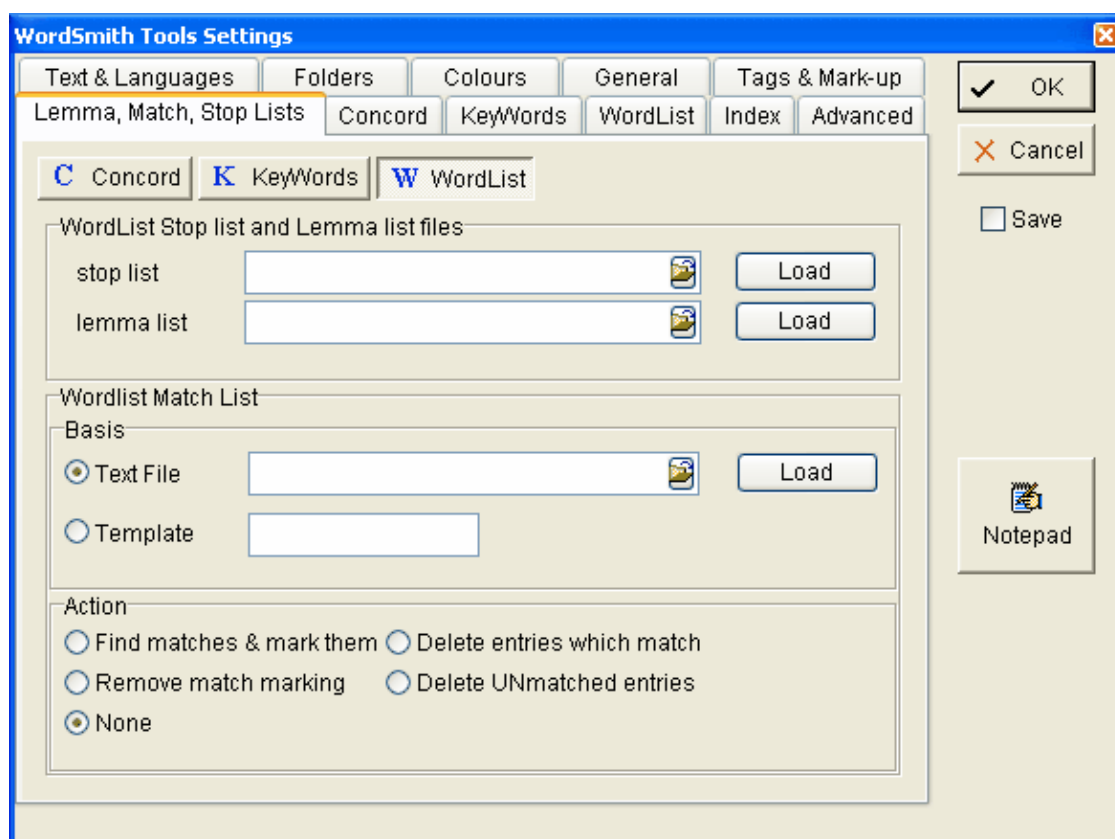 WordSmith Tools Settings
Text & Languages Folders Colours General Tags & Mark-up
Lemma, Match, Stop Lists Concord KeyWords WordList Index Advanced
OK
Cancel
Save
C Concord K KeyWords W WordList
WordList Stop list and Lemma list files
stop list Load
lemma list Load
Wordlist Match List
Basis
Text File Load
Template
Notepad
Action
Find matches & mark them Delete entries which match
Remove match marking Delete UNmatched entries
None